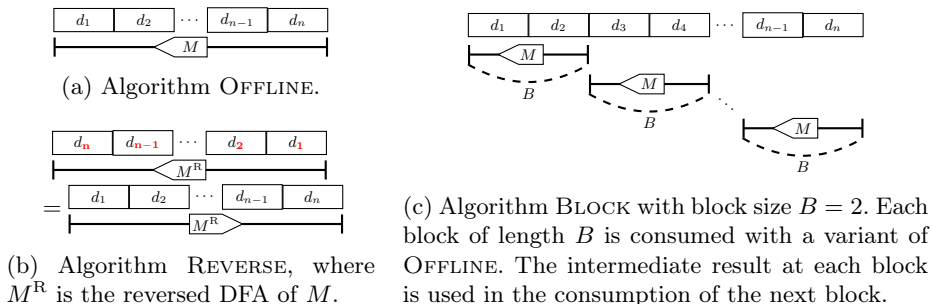 d₁ d₂ ⋯ dₙ₋₁ dₙ
M
(a) Algorithm OFFLINE.
dₙ dₙ₋₁ ⋯ d₂ d₁
Mᴿ
= d₁ d₂ ⋯ dₙ₋₁ dₙ
Mᴿ
(b) Algorithm REVERSE, where
Mᴿ is the reversed DFA of M.
d₁ d₂ d₃ d₄ ⋯ dₙ₋₁ dₙ
M
B
M
B
⋱
M
B
(c) Algorithm BLOCK with block size B = 2. Each
block of length B is consumed with a variant of
OFFLINE. The intermediate result at each block
is used in the consumption of the next block.